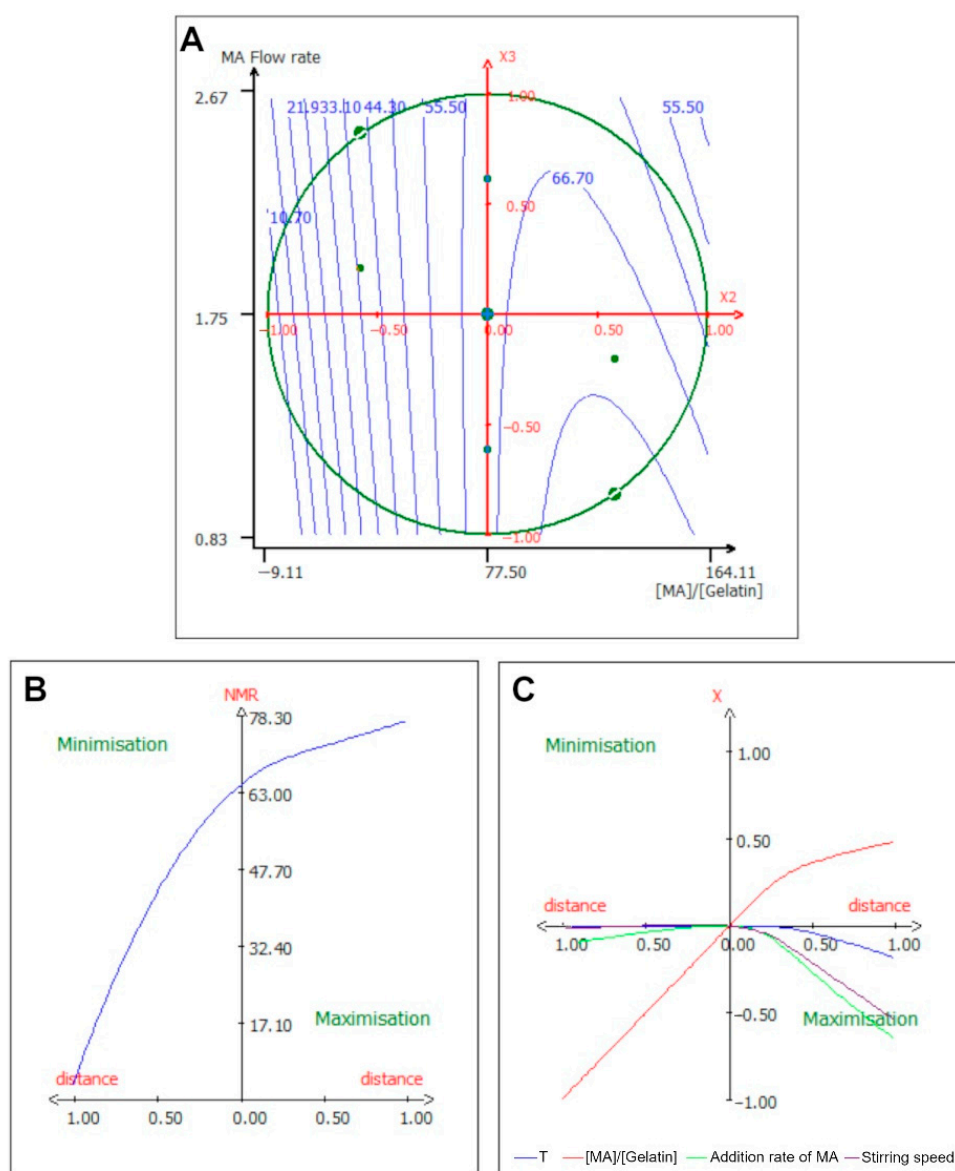 A
MA Flow rate
X3
2.67
1.00
21.933.10 44.30 55.50
55.50
66.70
10.70
0.50
X2
1.75
−1.00
−0.50
0.00
0.50
1.00
−0.50
−1.00
0.83
−9.11
77.50
164.11
[MA]/[Gelatin]
B
NMR
78.30
Minimisation
63.00
47.70
32.40
17.10
Maximisation
distance
distance
1.00
0.50
0.00
0.50
1.00
C
X
Minimisation
1.00
0.50
distance
distance
1.00
0.50
0.00
0.50
1.00
−0.50
Maximisation
−1.00
T
[MA]/[Gelatin]
Addition rate of MA
Stirring speed